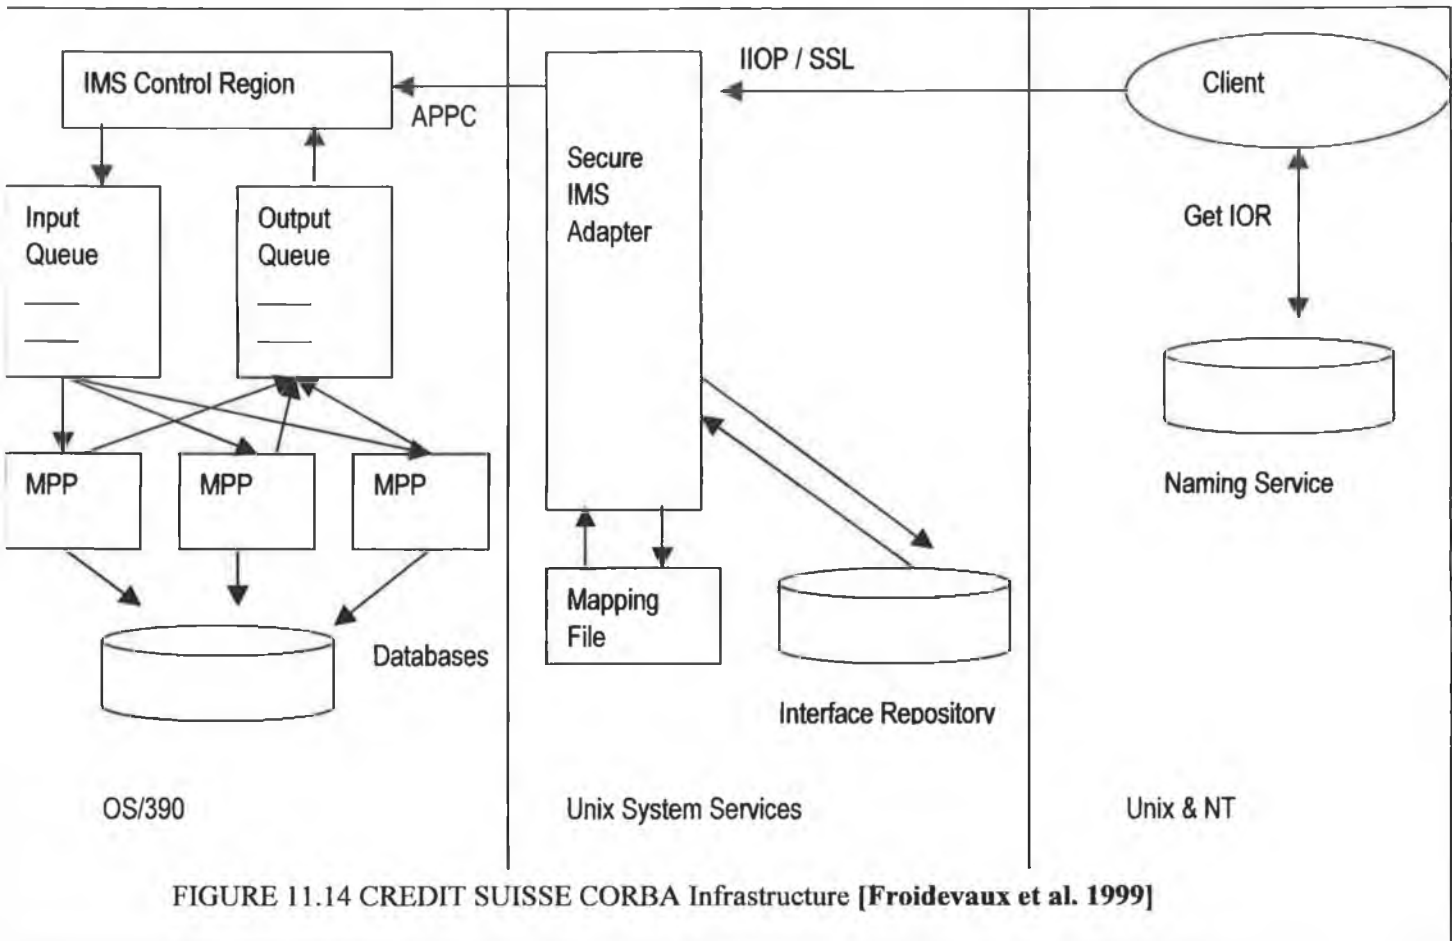 IMS Control Region
APPC
IIOP / SSL
Client
Input
Queue
Output
Queue
Secure
IMS
Adapter
Get IOR
MPP
MPP
MPP
Naming Service
Mapping
File
Databases
Interface Repository
OS/390
Unix System Services
Unix & NT
FIGURE 11.14 CREDIT SUISSE CORBA Infrastructure [Froidevaux et al. 1999]